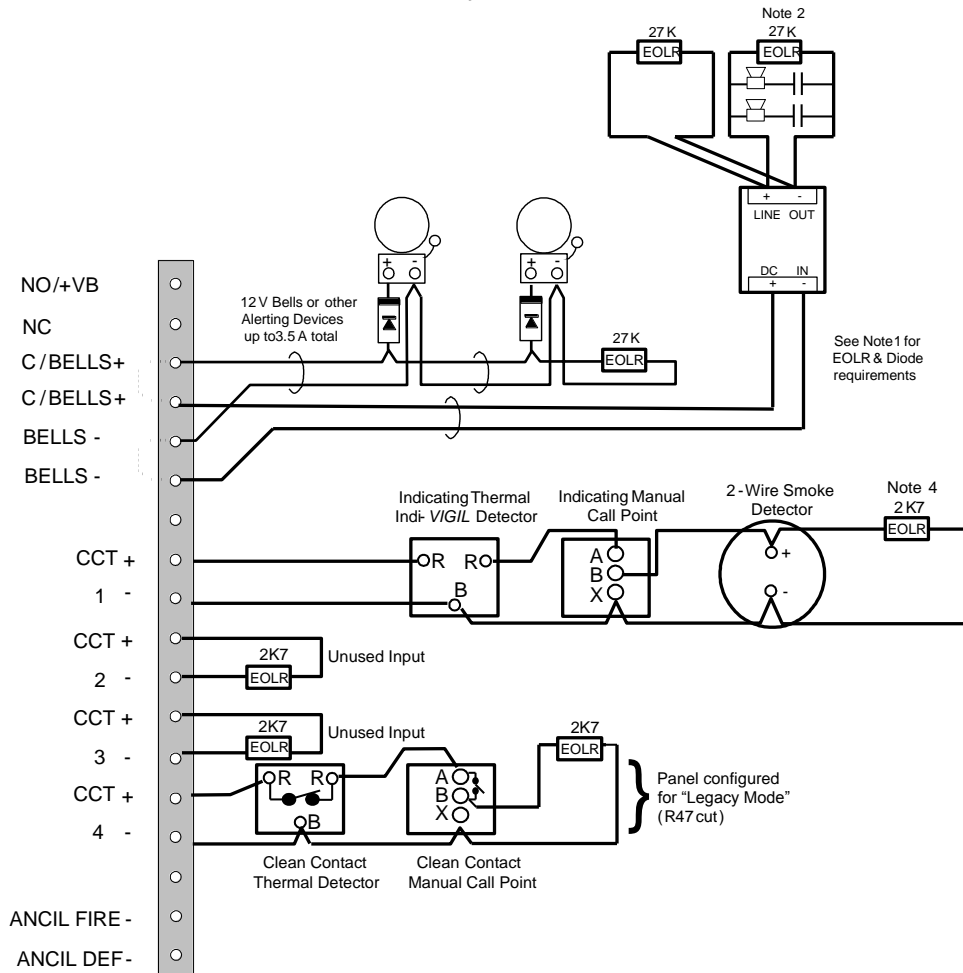 Note 2
27 K
27 K
EOLR
EOLR
+ -
LINE OUT
DC IN
+ -
+ -
+ -
NO/+VB
NC
C/BELLS+
C/BELLS+
BELLS -
BELLS -
12 V Bells or other
Alerting Devices
up to3.5 A total
27K
EOLR
See Note1 for
EOLR & Diode
requirements
Indicating Thermal
Indi- VIGIL Detector
Indicating Manual
Call Point
2-Wire Smoke
Detector
Note 4
2K7
EOLR
CCT +
1 -
R R
B
A
B
X
+
-
CCT +
2 -
2K7
EOLR
Unused Input
CCT +
3 -
2K7
EOLR
Unused Input
CCT +
4 -
R R
B
A
B
X
2K7
EOLR
Panel configured
for "Legacy Mode"
(R47 cut)
Clean Contact
Thermal Detector
Clean Contact
Manual Call Point
ANCIL FIRE -
ANCIL DEF-